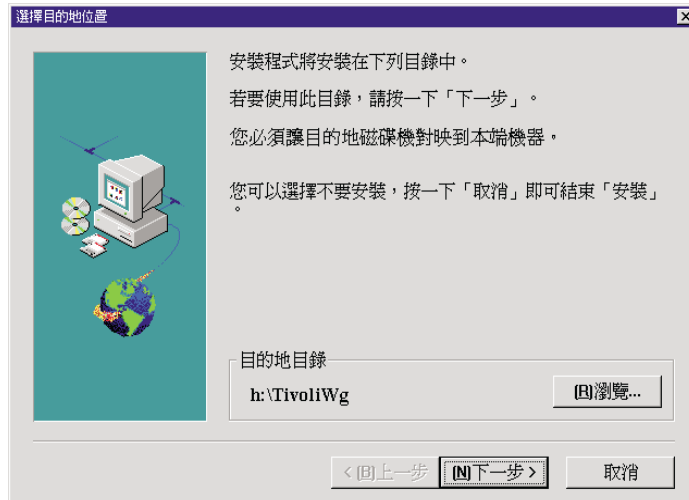 選擇目的地位置
安裝程式將安裝在下列目錄中。
若要使用此目錄，請按一下「下一步」。
您必須讓目的地磁碟機對映到本端機器。
您可以選擇不要安裝，按一下「取消」即可結束「安裝」
。
目的地目錄
h:\TivoliWg
(R)瀏覽...
<(B)上一步
(N)下一步>
取消